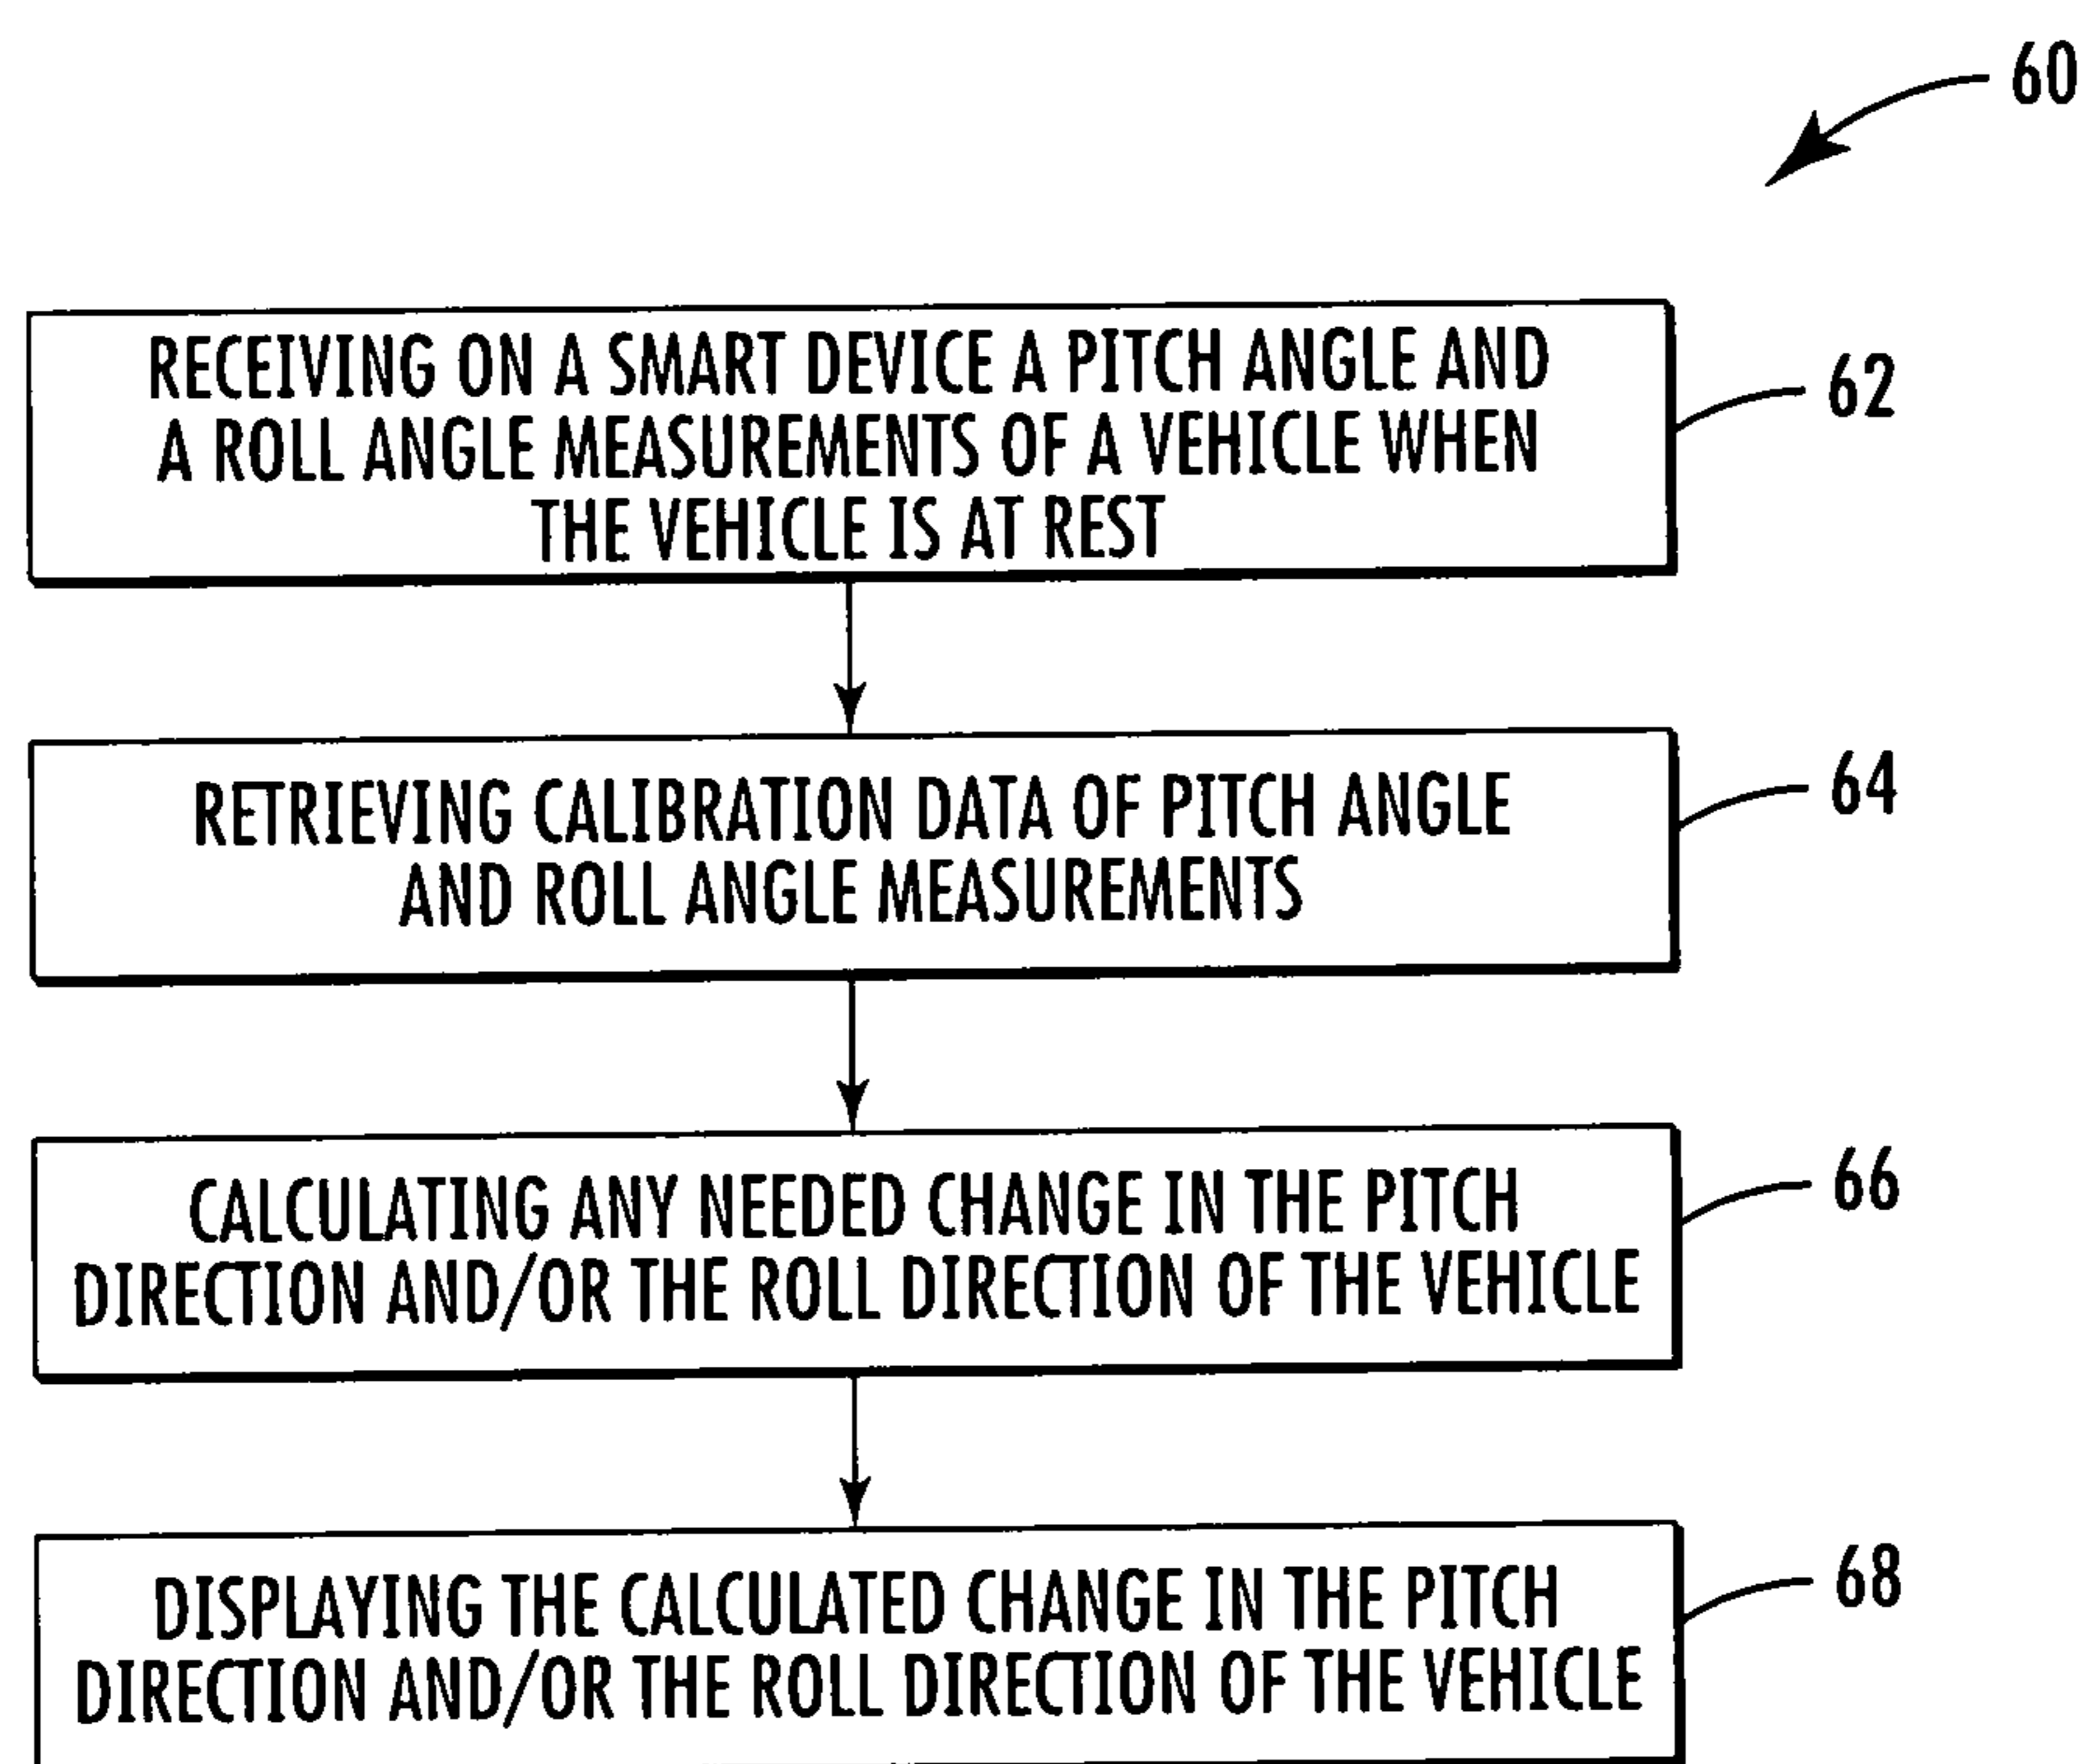 60
RECEIVING ON A SMART DEVICE A PITCH ANGLE AND
A ROLL ANGLE MEASUREMENTS OF A VEHICLE WHEN
THE VEHICLE IS AT REST
62
RETRIEVING CALIBRATION DATA OF PITCH ANGLE
AND ROLL ANGLE MEASUREMENTS
64
CALCULATING ANY NEEDED CHANGE IN THE PITCH
DIRECTION AND/OR THE ROLL DIRECTION OF THE VEHICLE
66
DISPLAYING THE CALCULATED CHANGE IN THE PITCH
DIRECTION AND/OR THE ROLL DIRECTION OF THE VEHICLE
68